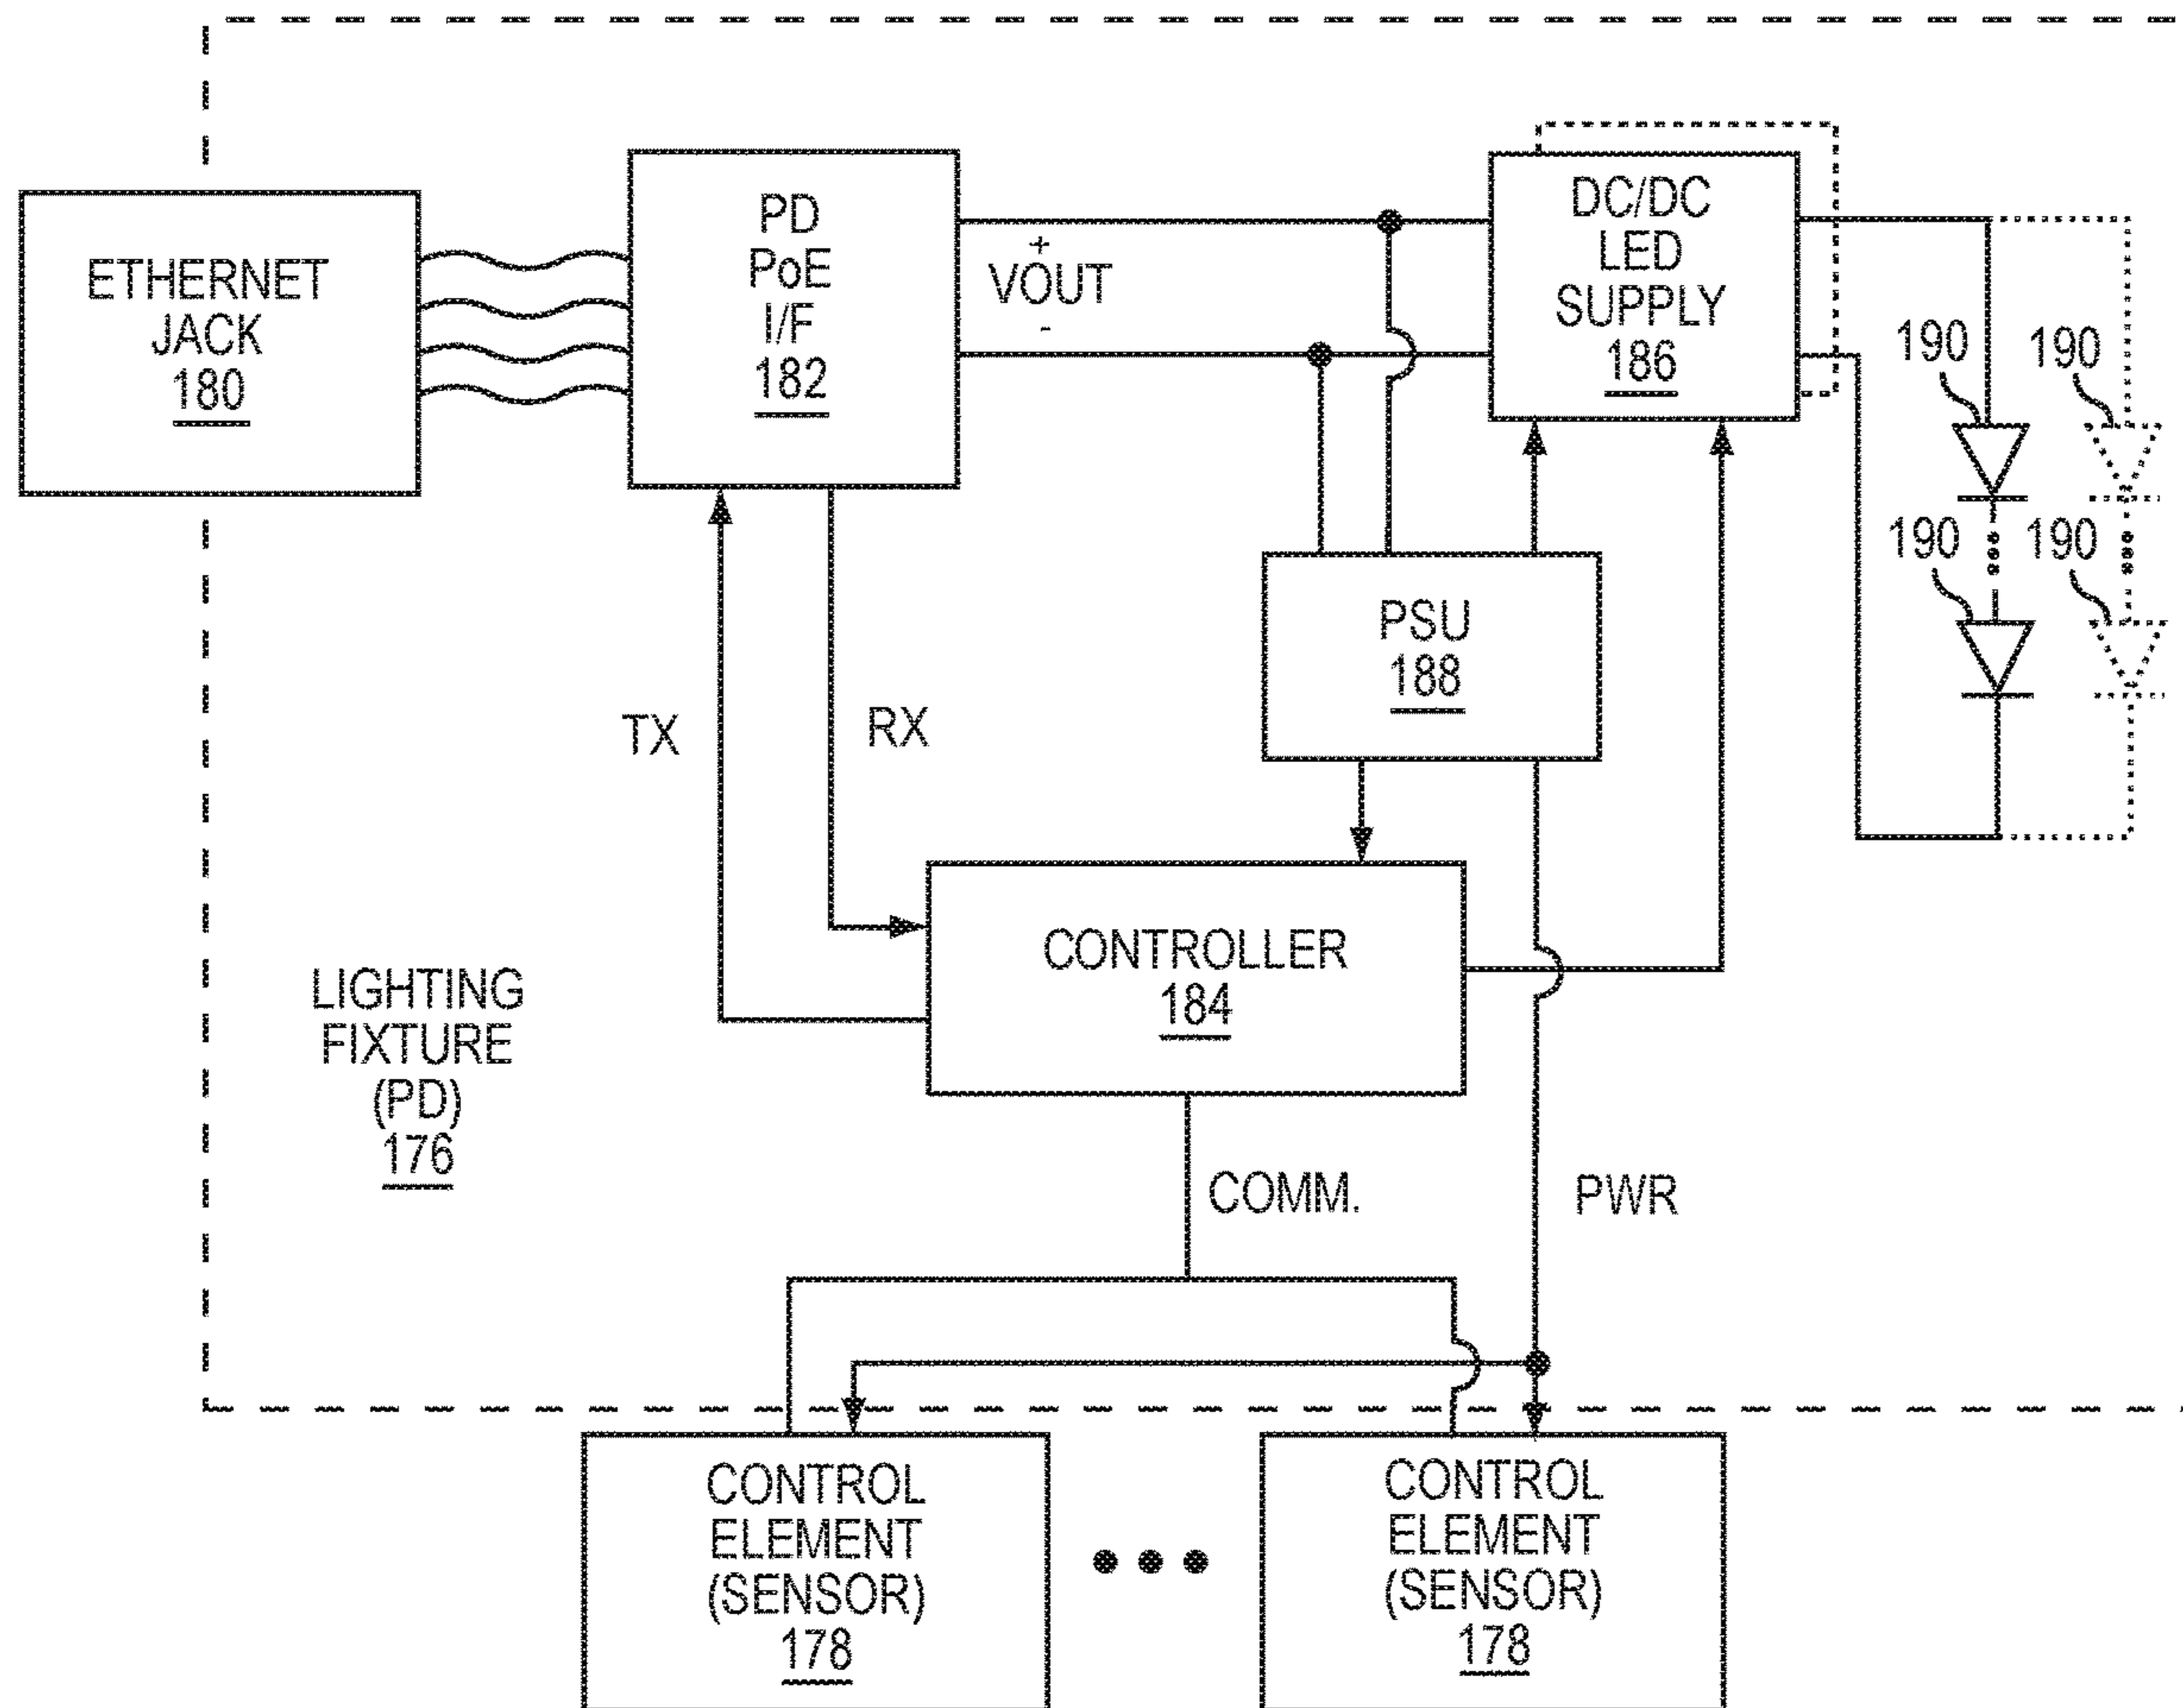 ETHERNET
JACK
180
PD
PoE
I/F
182
+
VOUT
-
DC/DC
LED
SUPPLY
186
190
190
190
190
PSU
188
TX
RX
CONTROLLER
184
LIGHTING
FIXTURE
(PD)
176
COMM.
PWR
CONTROL
ELEMENT
(SENSOR)
178
CONTROL
ELEMENT
(SENSOR)
178